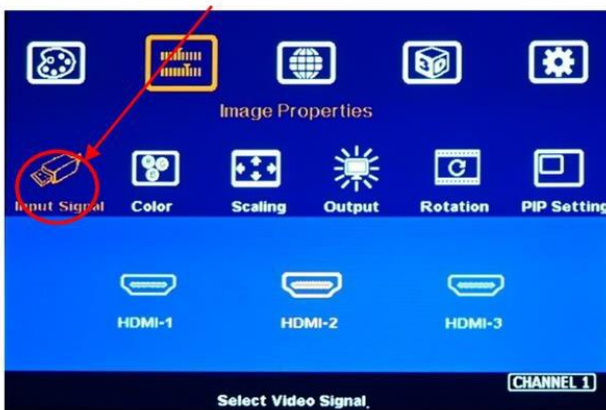 3D
Image Properties
Input Signal
Color
Scaling
Output
Rotation
PIP Setting
HDMI-1
HDMI-2
HDMI-3
CHANNEL 1
Select Video Signal